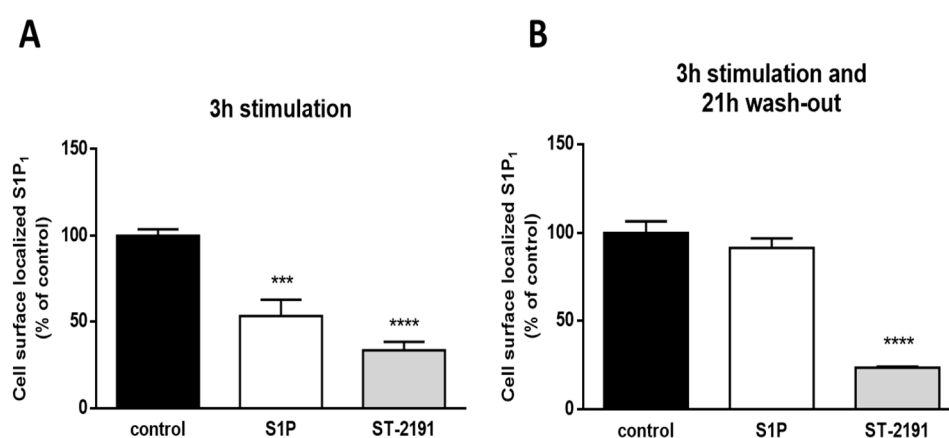 A
3h stimulation
Cell surface localized S1P₁
(% of control)
150
100
50
0
***
****
control
S1P
ST-2191
B
3h stimulation and
21h wash-out
Cell surface localized S1P₁
(% of control)
150
100
50
0
****
control
S1P
ST-2191